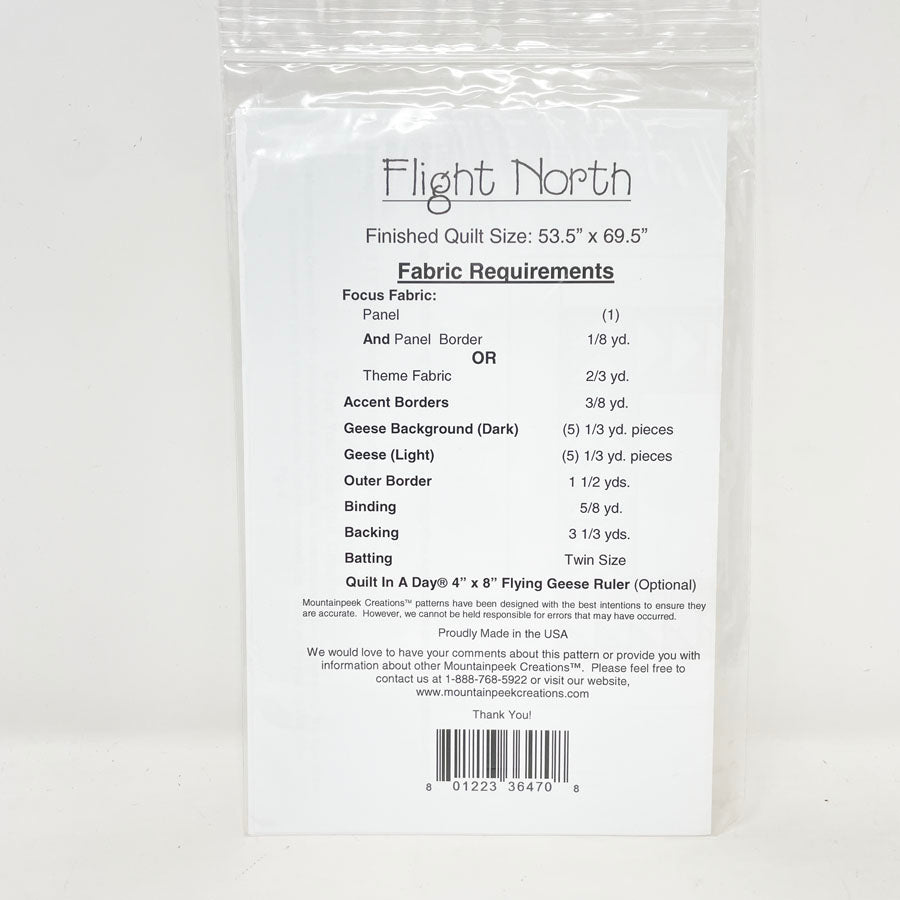 Flight North
Finished Quilt Size: 53.5” x 69.5”
Fabric Requirements
Focus Fabric:
Panel (1)
And Panel Border 1/8 yd.
OR
Theme Fabric 2/3 yd.
Accent Borders 3/8 yd.
Geese Background (Dark) (5) 1/3 yd. pieces
Geese (Light) (5) 1/3 yd. pieces
Outer Border 1 1/2 yds.
Binding 5/8 yd.
Backing 3 1/3 yds.
Batting Twin Size
Quilt In A Day® 4” x 8” Flying Geese Ruler (Optional)
Mountainpeek Creations™ patterns have been designed with the best intentions to ensure they
are accurate. However, we cannot be held responsible for errors that may have occurred.
Proudly Made in the USA
We would love to have your comments about this pattern or provide you with
information about other Mountainpeek Creations™. Please feel free to
contact us at 1-888-768-5922 or visit our website,
www.mountainpeekcreations.com
Thank You!
8 01223 36470 8